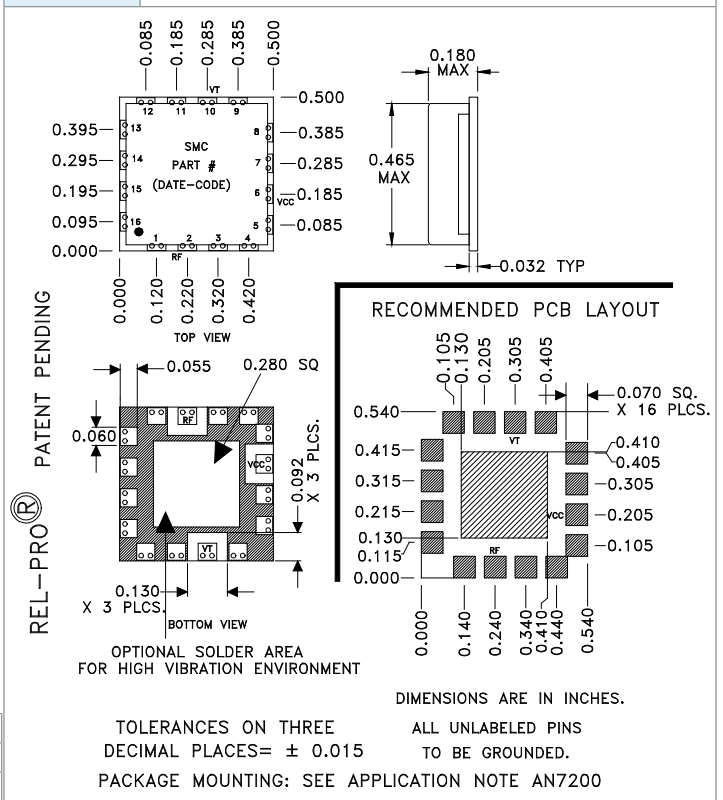 0.085 0.185 0.285 0.385 0.500
VT
12 11 10 9
0.500
0.395 13 8 0.385
SMC
0.295 14 PART # 7 0.285
(DATE-CODE)
0.195 15 6 0.185
VCC
0.095 16 5 0.085
0.000 1 2 3 4
RF
0.000 0.120 0.220 0.320 0.420
TOP VIEW
0.180
MAX
0.465
MAX
0.032 TYP
REL-PRO® PATENT PENDING
0.055 0.280 SQ
RF
0.060
VCC
0.092
X 3 PLCS.
VT
0.130
X 3 PLCS.
BOTTOM VIEW
OPTIONAL SOLDER AREA
FOR HIGH VIBRATION ENVIRONMENT
RECOMMENDED PCB LAYOUT
0.105 0.130 0.205 0.305 0.405
0.070 SQ.
X 16 PLCS.
0.540
VT
0.415 0.410
0.405
0.315 0.305
0.215 VCC 0.205
0.130
0.115 RF 0.105
0.000
0.000 0.140 0.240 0.340 0.410 0.440 0.540
DIMENSIONS ARE IN INCHES.
TOLERANCES ON THREE
DECIMAL PLACES= ± 0.015
ALL UNLABELED PINS
TO BE GROUNDED.
PACKAGE MOUNTING: SEE APPLICATION NOTE AN7200